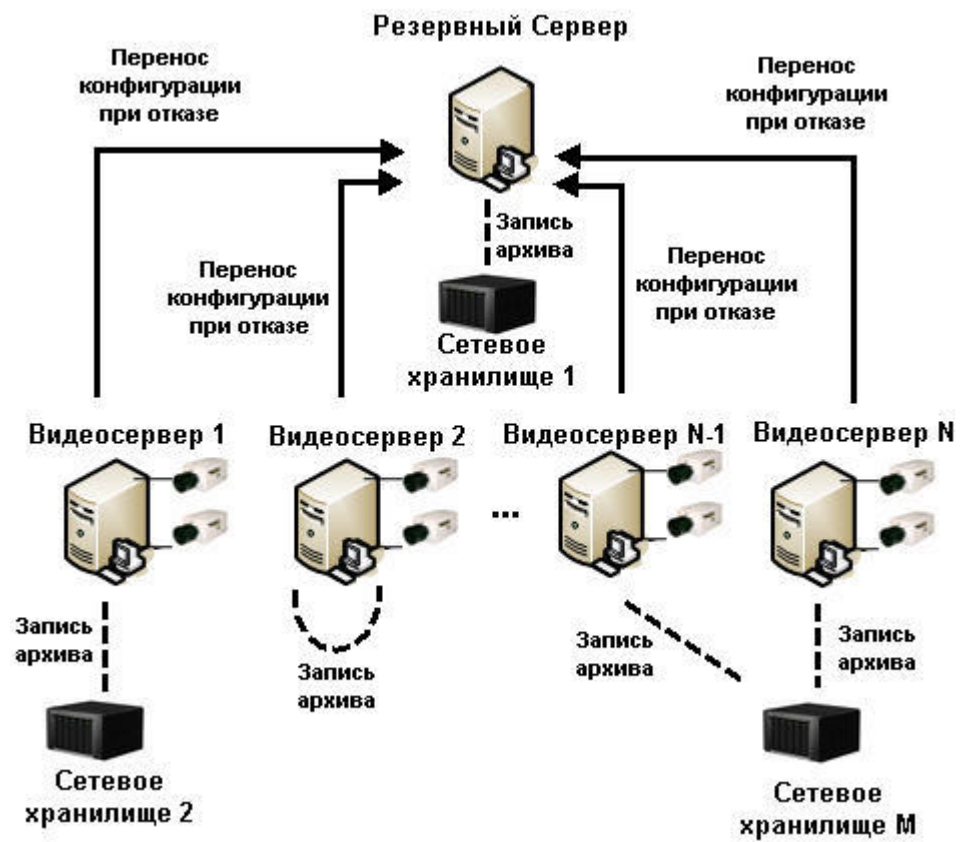 Резервный Сервер
Перенос
конфигурации
при отказе
Перенос
конфигурации
при отказе
Запись
архива
Перенос
конфигурации
при отказе
Перенос
конфигурации
при отказе
Сетевое
хранилище 1
Видеосервер 1
Видеосервер 2
Видеосервер N-1
Видеосервер N
...
Запись
архива
Запись
архива
Запись
архива
Запись
архива
Сетевое
хранилище 2
Сетевое
хранилище M